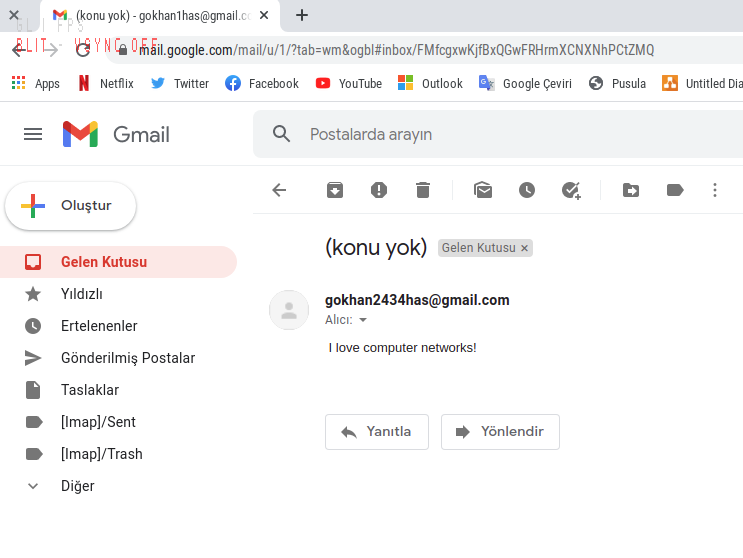 GL: FPS
BLIT - VSYNC OFF
(konu yok) - gokhan1has@gmail.co
mail.google.com/mail/u/1/?tab=wm&ogbl#inbox/FMfcgxwKjfBxQGwFRHrmXCNXNhPCtZMQ
Apps Netflix Twitter Facebook YouTube Outlook Google Çeviri Pusula Untitled Dia
Gmail
Postalarda arayın
Oluştur
(konu yok) Gelen Kutusu ×
Gelen Kutusu
Yıldızlı
Ertelenenler
Gönderilmiş Postalar
Taslaklar
[Imap]/Sent
[Imap]/Trash
Diğer
gokhan2434has@gmail.com
Alıcı:
I love computer networks!
Yanıtla Yönlendir